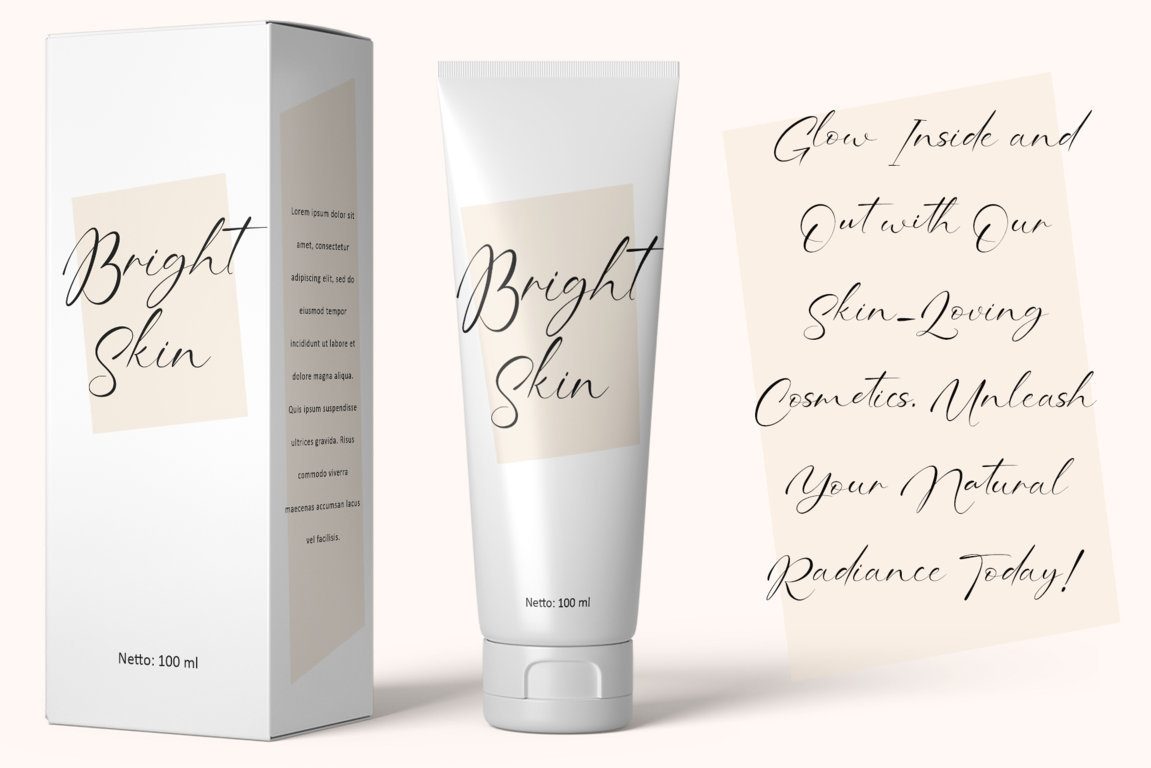 Bright
Skin
Netto: 100 ml
Lorem ipsum dolor sit
amet, consectetur
adipiscing elit, sed do
eiusmod tempor
incididunt ut labore et
dolore magna aliqua.
Quis ipsum suspendisse
ultrices gravida. Risus
commodo viverra
maecenas accumsan lacus
vel facilisis.
Bright
Skin
Netto: 100 ml
Glow Inside and
Out with Our
Skin-Loving
Cosmetics. Unleash
Your Natural
Radiance Today!